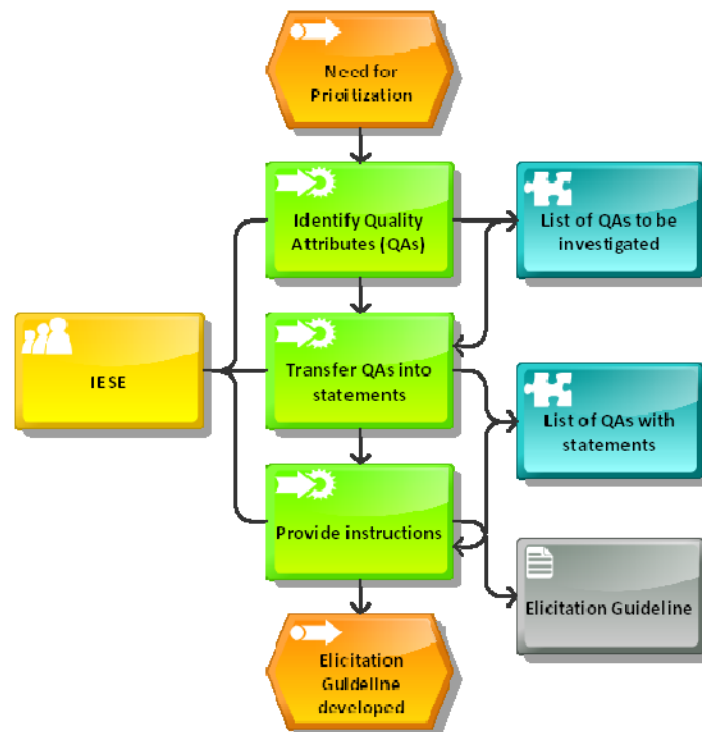 Need for
Prioitization
Identify Quality
Attributes (QAs)
List of QAs to be
investigated
IESE
Transfer QAs into
statements
List of QAs with
statements
Provide instructions
Elicitation Guideline
Elicitation
Guideline
developed